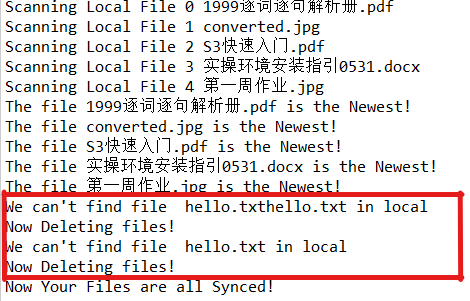 Scanning Local File 0 1999逐词逐句解析册.pdf
Scanning Local File 1 converted.jpg
Scanning Local File 2 S3快速入门.pdf
Scanning Local File 3 实操环境安装指引0531.docx
Scanning Local File 4 第一周作业.jpg
The file 1999逐词逐句解析册.pdf is the Newest!
The file converted.jpg is the Newest!
The file S3快速入门.pdf is the Newest!
The file 实操环境安装指引0531.docx is the Newest!
The file 第一周作业.jpg is the Newest!
We can't find file  hello.txthello.txt in local
Now Deleting files!
We can't find file  hello.txt in local
Now Deleting files!
Now Your Files are all Synced!